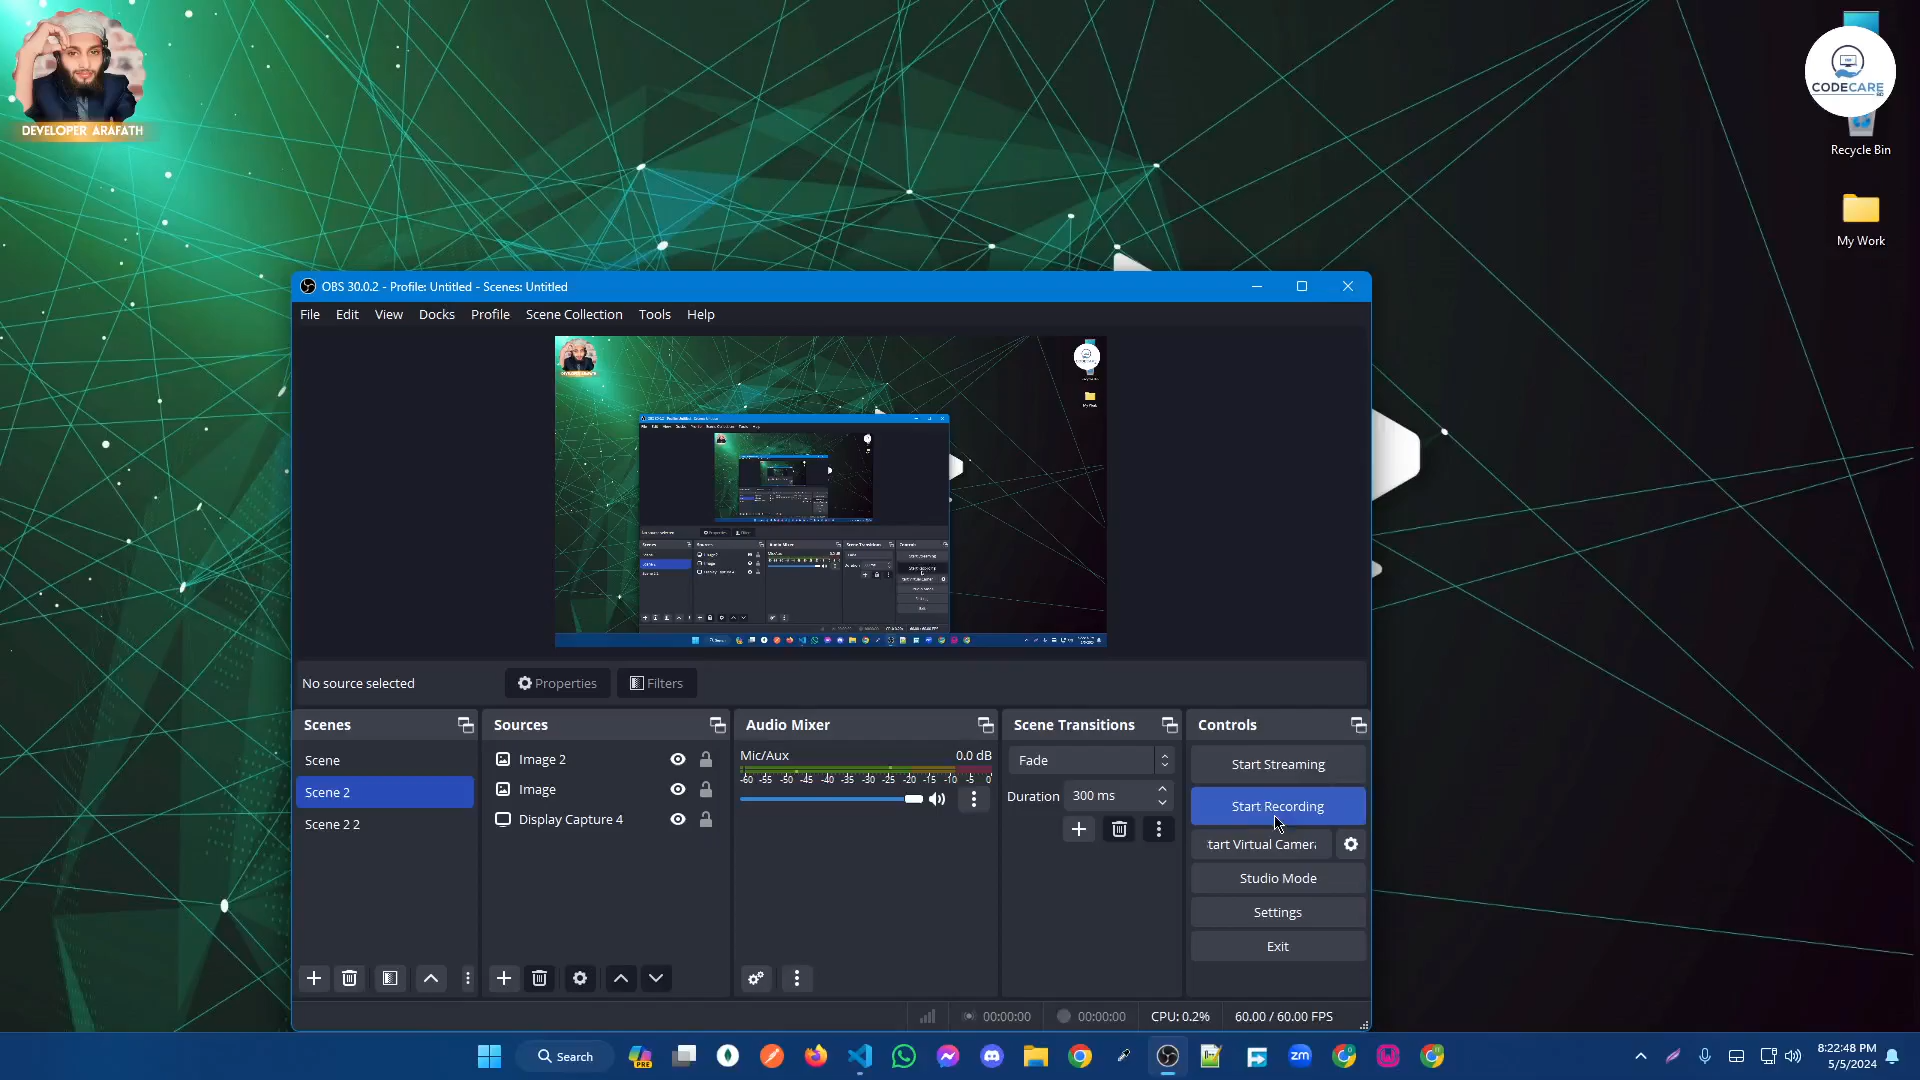 DEVELOPER ARAFATH
CODECARE
Recycle Bin
My Work
OBS 30.0.2 - Profile: Untitled - Scenes: Untitled
File Edit View Docks Profile Scene Collection Tools Help
No source selected
Properties
Filters
Scenes
Scene
Scene 2
Scene 2 2
Sources
Image 2
Image
Display Capture 4
Audio Mixer
Mic/Aux 0.0 dB
-60 -55 -50 -45 -40 -35 -30 -25 -20 -15 -10 -5 0
Scene Transitions
Fade
Duration 300 ms
Controls
Start Streaming
Start Recording
tart Virtual Camera
Studio Mode
Settings
Exit
00:00:00 00:00:00 CPU: 0.2% 60.00 / 60.00 FPS
Search
PRE
zm
8:22:48 PM
5/5/2024